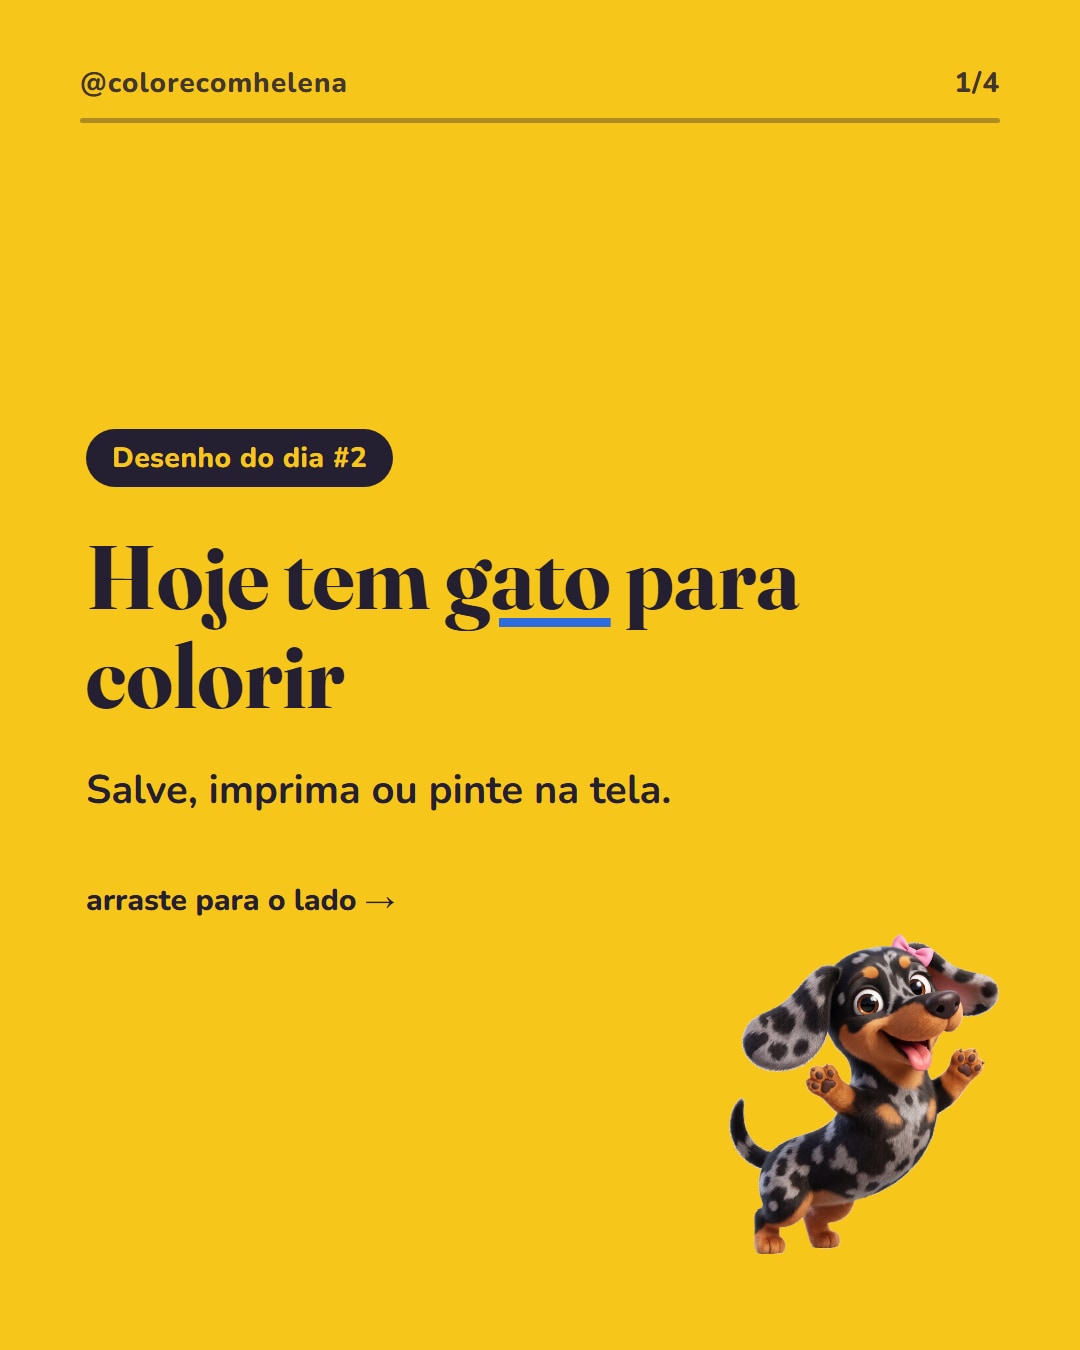 @colorecomhelena
1/4
Desenho do dia #2
Hoje tem gato para
colorir
Salve, imprima ou pinte na tela.
arraste para o lado →